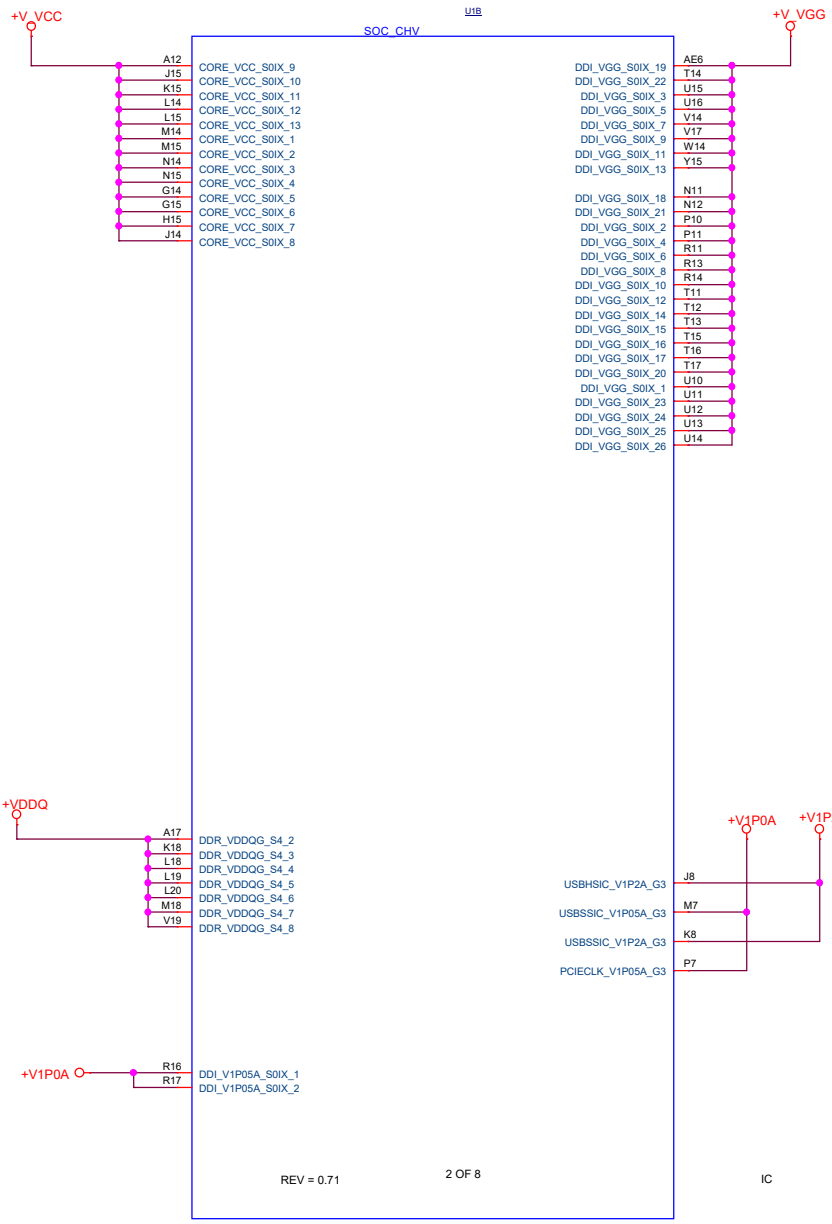 U1B
+V_VCC
+V_VGG
SOC_CHV
A12 CORE_VCC_S0IX_9
J15 CORE_VCC_S0IX_10
K15 CORE_VCC_S0IX_11
L14 CORE_VCC_S0IX_12
L15 CORE_VCC_S0IX_13
M14 CORE_VCC_S0IX_1
M15 CORE_VCC_S0IX_2
N14 CORE_VCC_S0IX_3
N15 CORE_VCC_S0IX_4
G14 CORE_VCC_S0IX_5
G15 CORE_VCC_S0IX_6
H15 CORE_VCC_S0IX_7
J14 CORE_VCC_S0IX_8
DDI_VGG_S0IX_19 AE6
DDI_VGG_S0IX_22 T14
DDI_VGG_S0IX_3 U15
DDI_VGG_S0IX_5 U16
DDI_VGG_S0IX_7 V14
DDI_VGG_S0IX_9 V17
DDI_VGG_S0IX_11 W14
DDI_VGG_S0IX_13 Y15
DDI_VGG_S0IX_18 N11
DDI_VGG_S0IX_21 N12
DDI_VGG_S0IX_2 P10
DDI_VGG_S0IX_4 P11
DDI_VGG_S0IX_6 R11
DDI_VGG_S0IX_8 R13
DDI_VGG_S0IX_10 R14
DDI_VGG_S0IX_12 T11
DDI_VGG_S0IX_14 T12
DDI_VGG_S0IX_15 T13
DDI_VGG_S0IX_16 T15
DDI_VGG_S0IX_17 T16
DDI_VGG_S0IX_20 T17
DDI_VGG_S0IX_1 U10
DDI_VGG_S0IX_23 U11
DDI_VGG_S0IX_24 U12
DDI_VGG_S0IX_25 U13
DDI_VGG_S0IX_26 U14
+VDDQ
A17 DDR_VDDQG_S4_2
K18 DDR_VDDQG_S4_3
L18 DDR_VDDQG_S4_4
L19 DDR_VDDQG_S4_5
L20 DDR_VDDQG_S4_6
M18 DDR_VDDQG_S4_7
V19 DDR_VDDQG_S4_8
+V1P0A
+V1P
USBHSIC_V1P2A_G3 J8
USBSSIC_V1P05A_G3 M7
USBSSIC_V1P2A_G3 K8
PCIECLK_V1P05A_G3 P7
+V1P0A
R16 DDI_V1P05A_S0IX_1
R17 DDI_V1P05A_S0IX_2
REV = 0.71
2 OF 8
IC